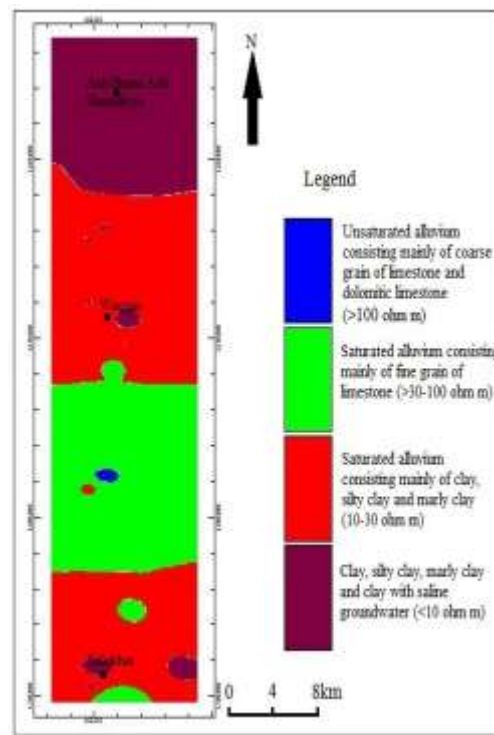 N
Legend
Unsaturated alluvium
consisting mainly of coarse
grain of limestone and
dolomitic limestone
(>100 ohm m)
Saturated alluvium consisting
mainly of fine grain of
limestone (>30-100 ohm m)
Saturated alluvium
consisting mainly of clay,
silty clay and marly clay
(10-30 ohm m)
Clay, silty clay, marly clay
and clay with saline
groundwater (<10 ohm m)
0 4 8km